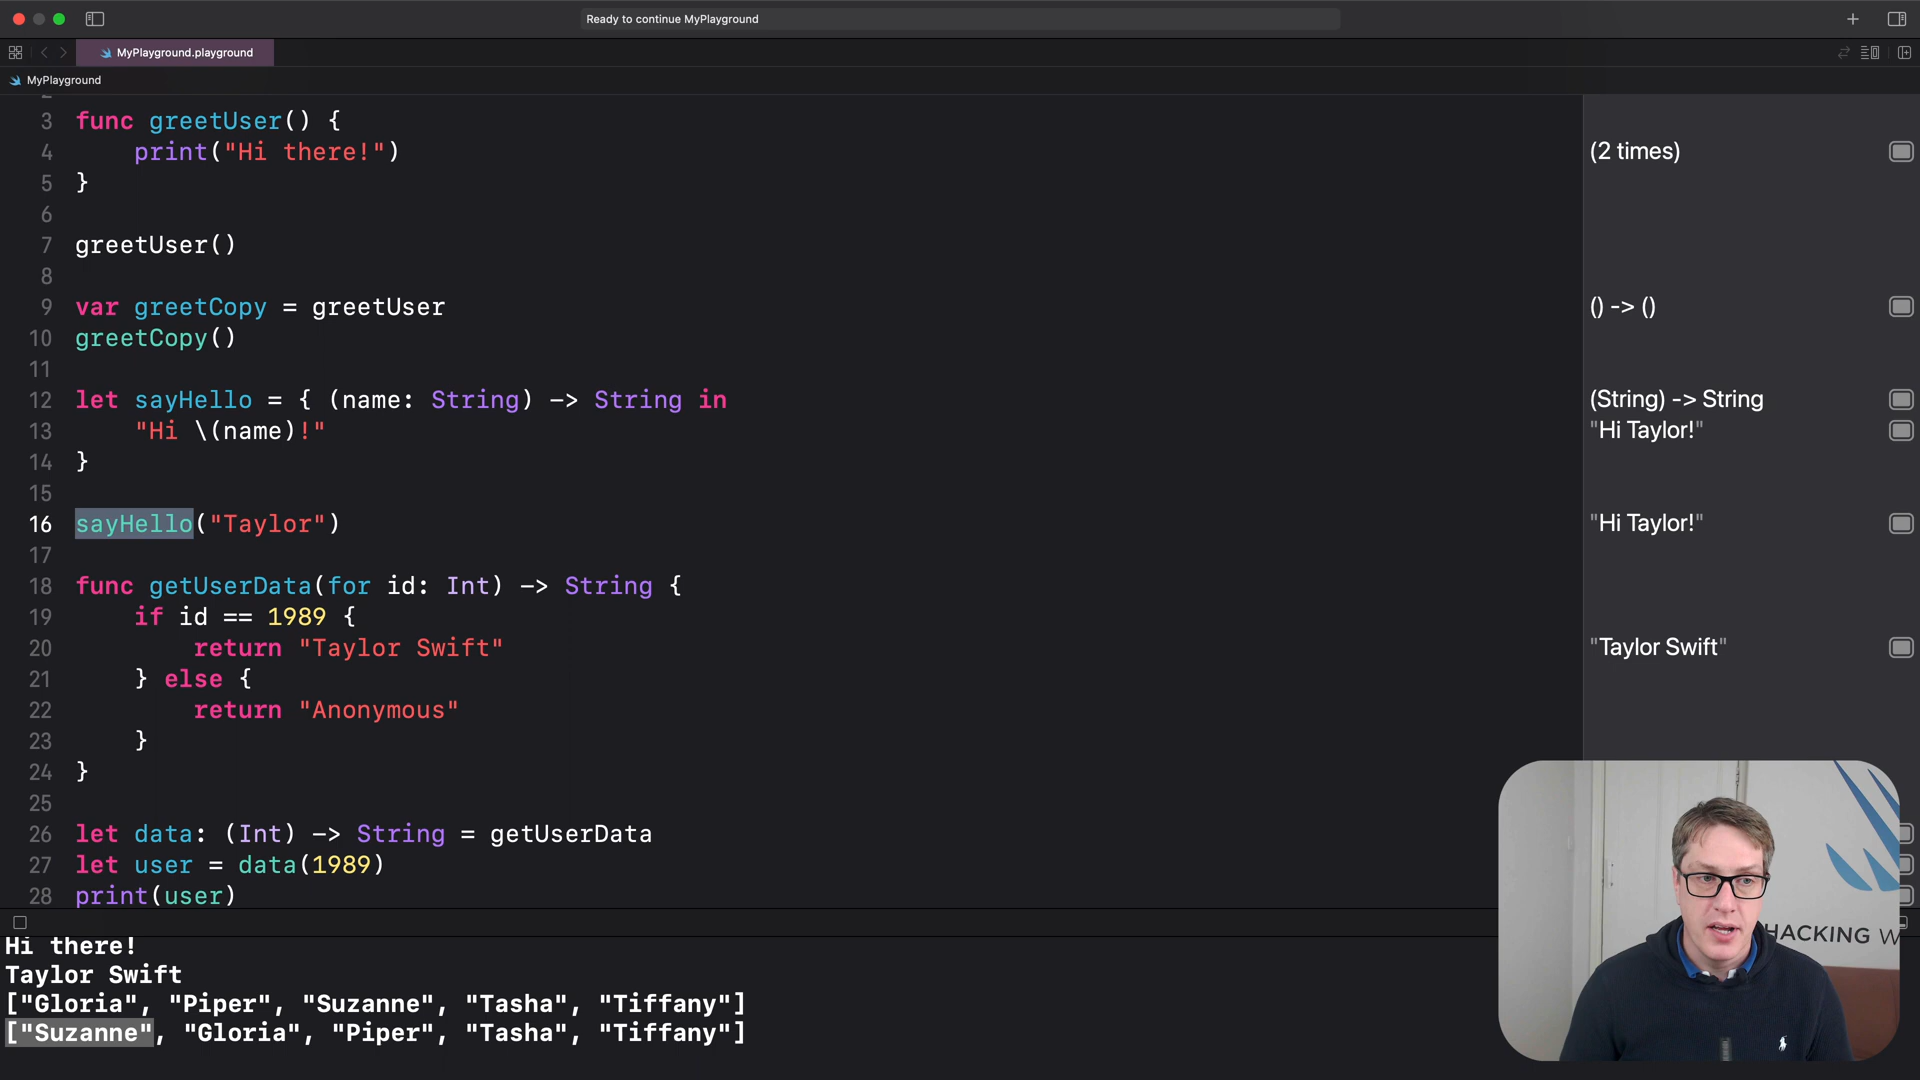 Ready to continue MyPlayground
MyPlayground.playground
MyPlayground
3 func greetUser() {
4 print("Hi there!")
(2 times)
5 }
6
7 greetUser()
8
9 var greetCopy = greetUser
() -> ()
10 greetCopy()
11
12 let sayHello = { (name: String) -> String in
(String) -> String
13 "Hi \(name)!"
"Hi Taylor!"
14 }
15
16 sayHello("Taylor")
"Hi Taylor!"
17
18 func getUserData(for id: Int) -> String {
19 if id == 1989 {
20 return "Taylor Swift"
"Taylor Swift"
21 } else {
22 return "Anonymous"
23 }
24 }
25
26 let data: (Int) -> String = getUserData
27 let user = data(1989)
28 print(user)
Hi there!
Taylor Swift
["Gloria", "Piper", "Suzanne", "Tasha", "Tiffany"]
["Suzanne", "Gloria", "Piper", "Tasha", "Tiffany"]
HACKING W